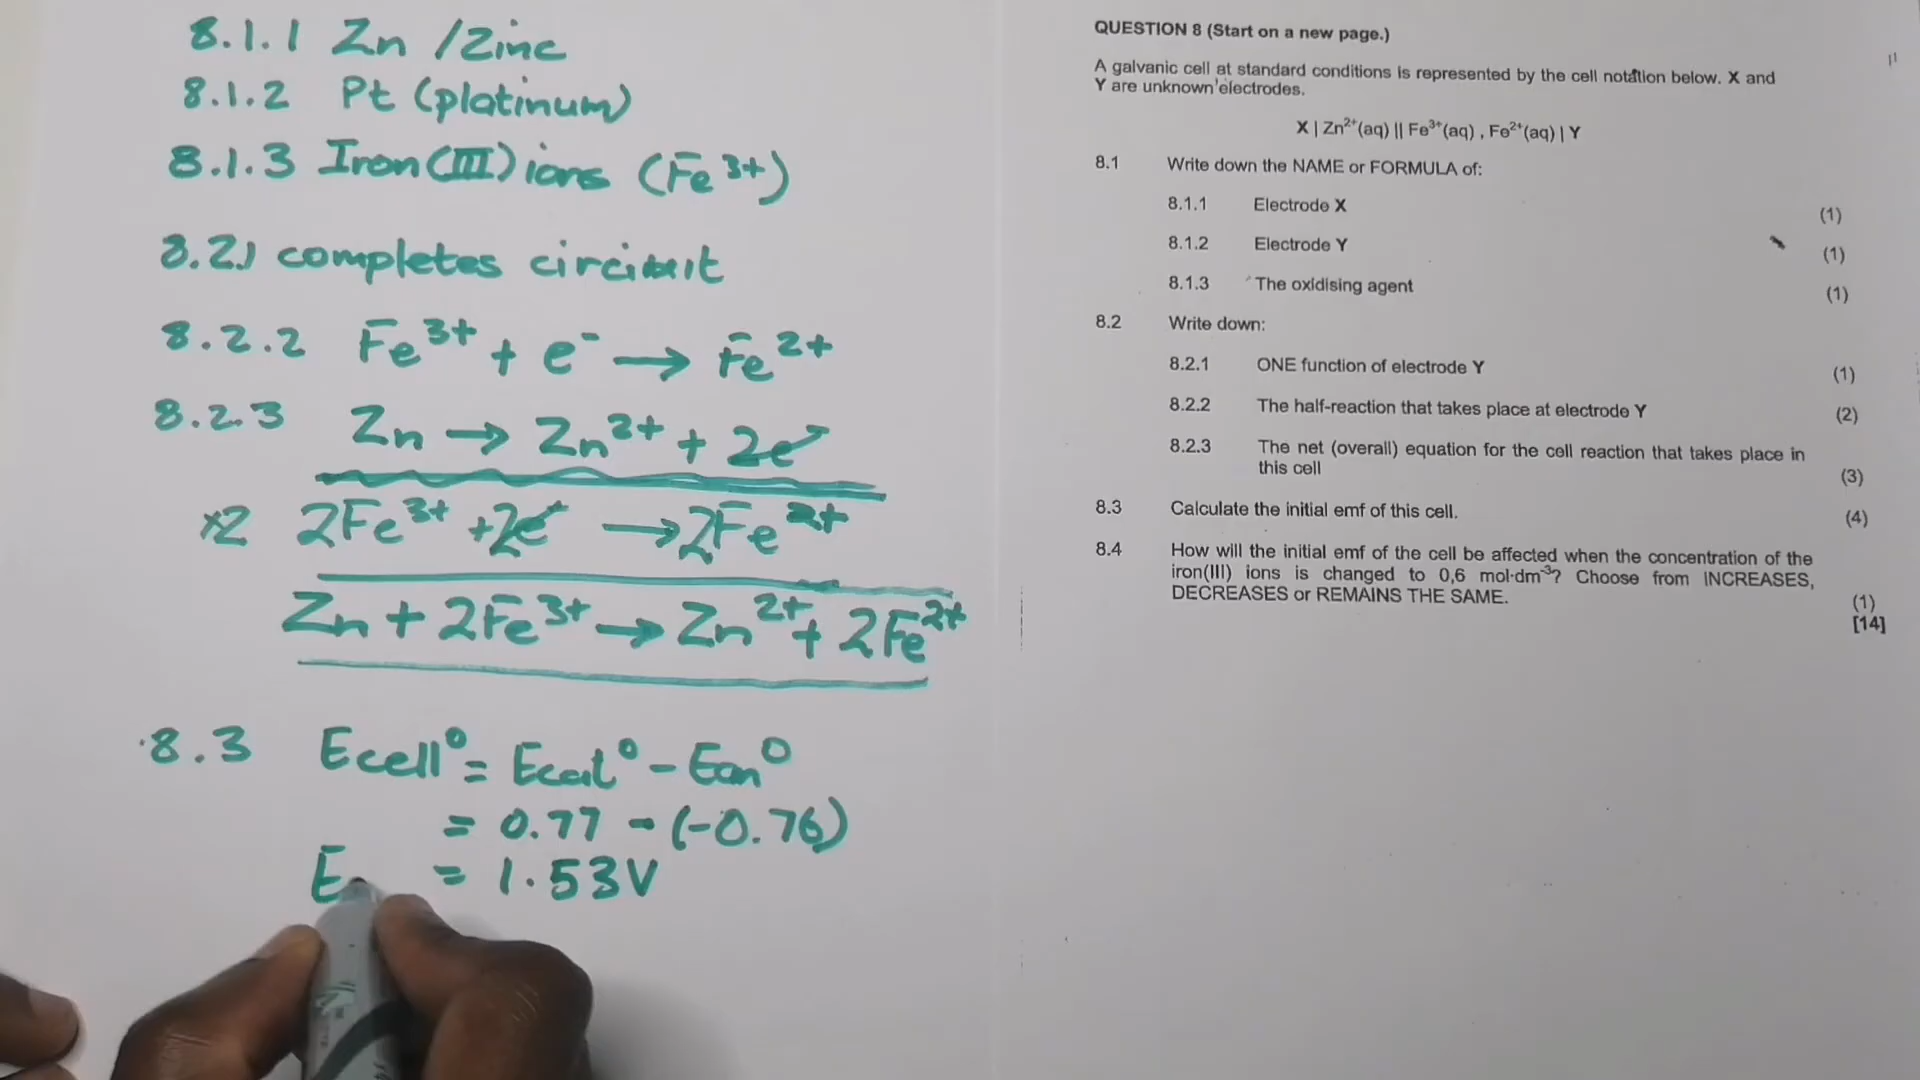 8.1.1 Zn /Zinc
8.1.2 Pt (platinum)
8.1.3 Iron (III) ions (Fe³⁺)
8.2.1 completes circuit
8.2.2 Fe³⁺ + e⁻ → Fe²⁺
8.2.3 Zn → Zn²⁺ + 2e⁻
×2 2Fe³⁺ + 2e⁻ → 2Fe²⁺
Zn + 2Fe³⁺ → Zn²⁺ + 2Fe²⁺
8.3 Ecell⁰ = Ecat⁰ - Ean⁰
= 0.77 - (-0.76)
E = 1.53V
QUESTION 8 (Start on a new page.)
A galvanic cell at standard conditions is represented by the cell notation below. X and
Y are unknown electrodes.
X | Zn²⁺(aq) || Fe³⁺(aq) , Fe²⁺(aq) | Y
8.1 Write down the NAME or FORMULA of:
8.1.1 Electrode X (1)
8.1.2 Electrode Y (1)
8.1.3 The oxidising agent (1)
8.2 Write down:
8.2.1 ONE function of electrode Y (1)
8.2.2 The half-reaction that takes place at electrode Y (2)
8.2.3 The net (overall) equation for the cell reaction that takes place in
this cell (3)
8.3 Calculate the initial emf of this cell. (4)
8.4 How will the initial emf of the cell be affected when the concentration of the
iron(III) ions is changed to 0,6 mol·dm⁻³? Choose from INCREASES,
DECREASES or REMAINS THE SAME. (1)
[14]